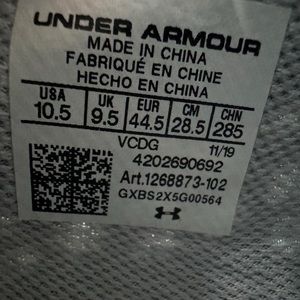 UNDER ARMOUR
MADE IN CHINA
FABRIQUÉ EN CHINE
HECHO EN CHINA
USA UK EUR CM CHN
10.5 9.5 44.5 28.5 285
VCDG 11/19
4202690692
Art.1268873-102
GXBS2X5G00564